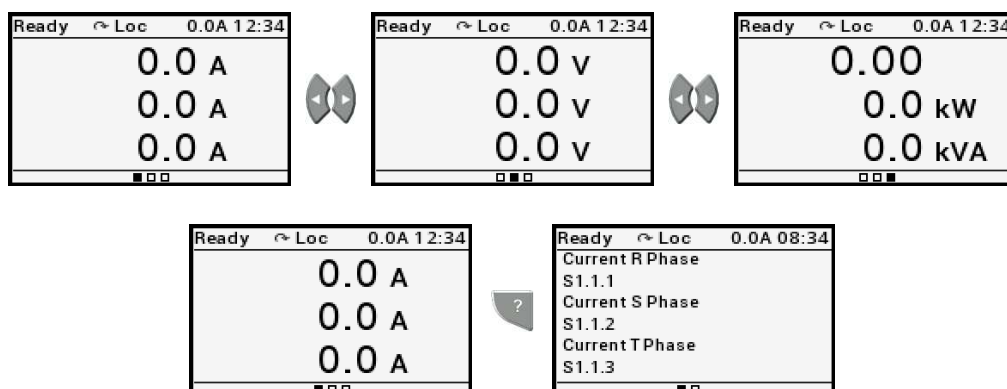 Ready Loc 0.0A 12:34
0.0 A
0.0 A
0.0 A
Ready Loc 0.0A 12:34
0.0 V
0.0 V
0.0 V
Ready Loc 0.0A 12:34
0.00
0.0 kW
0.0 kVA
Ready Loc 0.0A 12:34
0.0 A
0.0 A
0.0 A
?
Ready Loc 0.0A 08:34
Current R Phase
S1.1.1
Current S Phase
S1.1.2
Current T Phase
S1.1.3